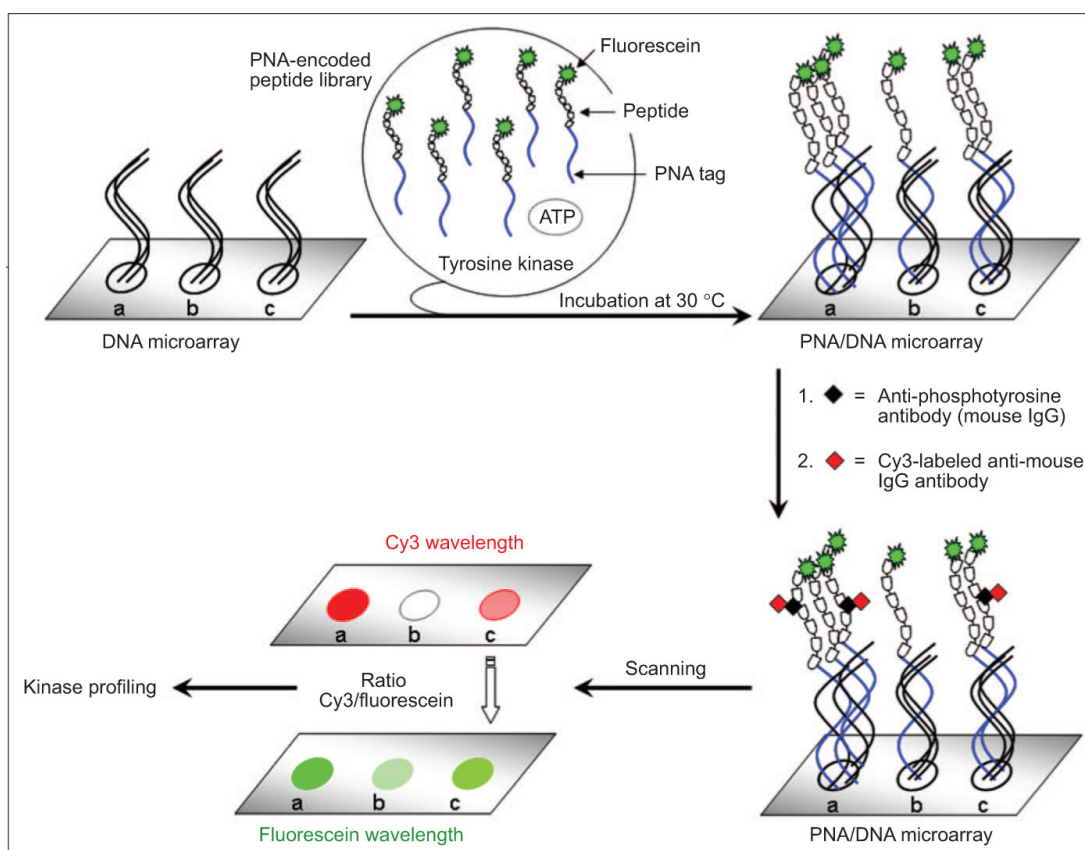 PNA-encoded
peptide library
Fluorescein
Peptide
PNA tag
ATP
Tyrosine kinase
a b c
DNA microarray
Incubation at 30 °C
a b c
PNA/DNA microarray
1. = Anti-phosphotyrosine
antibody (mouse IgG)
2. = Cy3-labeled anti-mouse
IgG antibody
Cy3 wavelength
a b c
Kinase profiling
Ratio
Cy3/fluorescein
Scanning
a b c
Fluorescein wavelength
a b c
PNA/DNA microarray